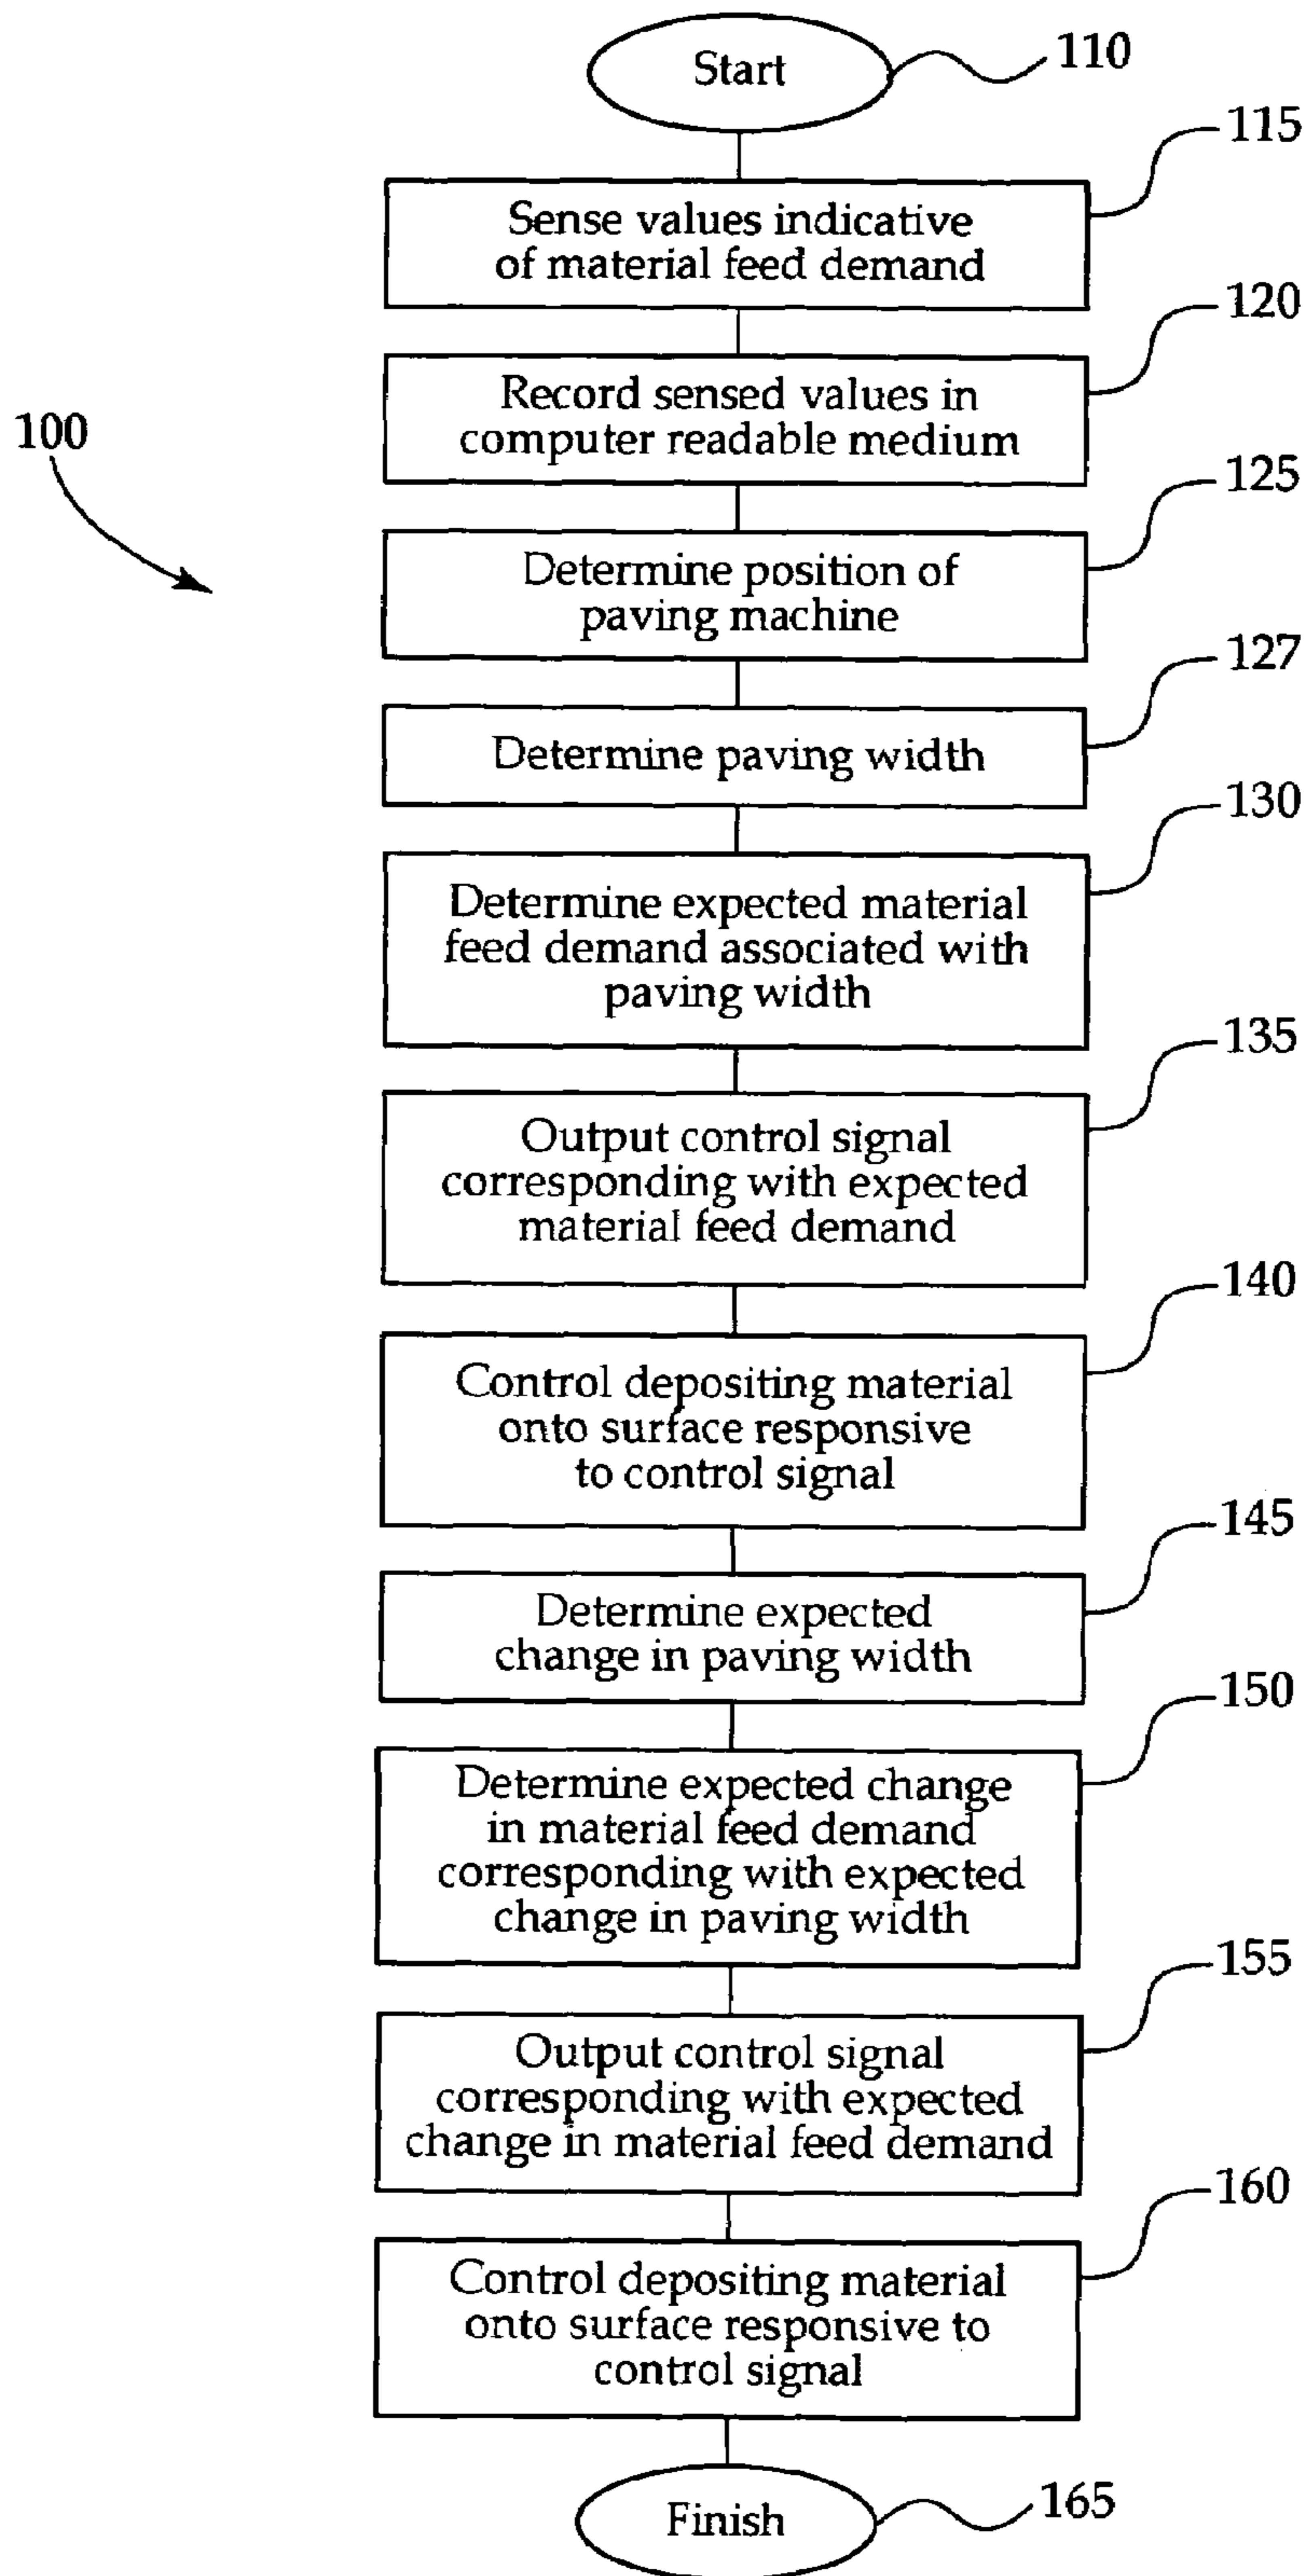 Start
110
Sense values indicative
of material feed demand
115
Record sensed values in
computer readable medium
120
100
Determine position of
paving machine
125
Determine paving width
127
Determine expected material
feed demand associated with
paving width
130
Output control signal
corresponding with expected
material feed demand
135
Control depositing material
onto surface responsive
to control signal
140
Determine expected
change in paving width
145
Determine expected change
in material feed demand
corresponding with expected
change in paving width
150
Output control signal
corresponding with expected
change in material feed demand
155
Control depositing material
onto surface responsive to
control signal
160
Finish
165